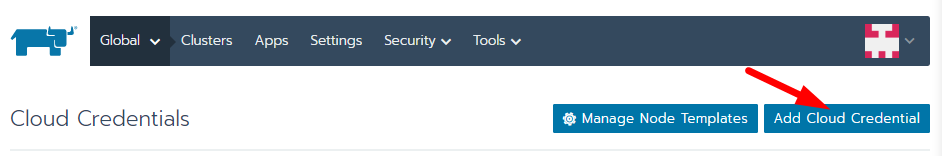 Global Clusters Apps Settings Security Tools
Cloud Credentials Manage Node Templates Add Cloud Credential